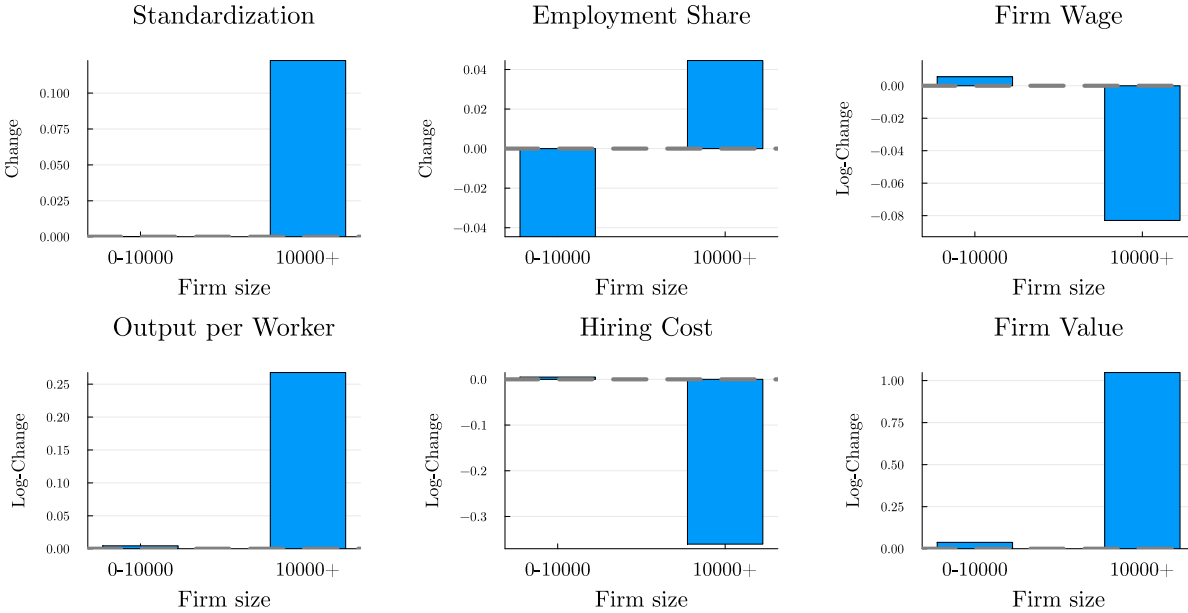 Standardization
Change
0.100
0.075
0.050
0.025
0.000
0-10000 10000+
Firm size
Employment Share
Change
0.04
0.02
0.00
−0.02
−0.04
0-10000 10000+
Firm size
Firm Wage
Log-Change
0.00
−0.02
−0.04
−0.06
−0.08
0-10000 10000+
Firm size
Output per Worker
Log-Change
0.25
0.20
0.15
0.10
0.05
0.00
0-10000 10000+
Firm size
Hiring Cost
Log-Change
0.0
−0.1
−0.2
−0.3
0-10000 10000+
Firm size
Firm Value
Log-Change
1.00
0.75
0.50
0.25
0.00
0-10000 10000+
Firm size